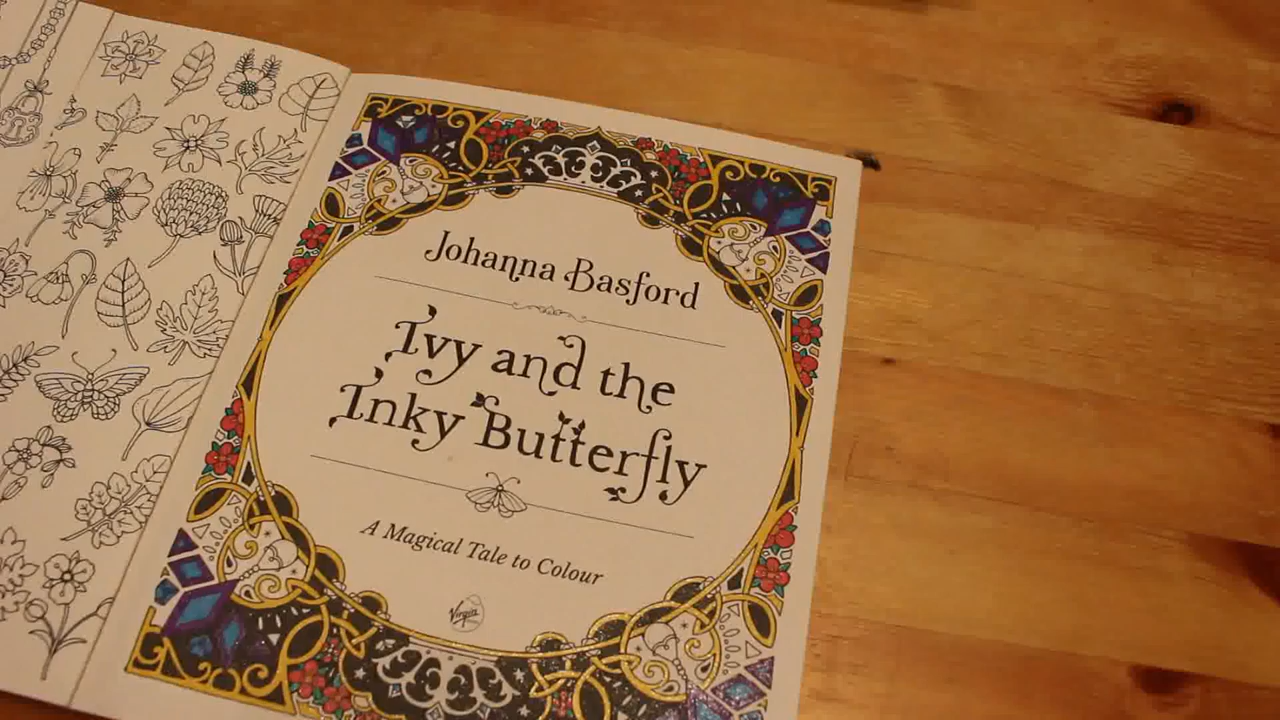 Johanna Basford
Ivy and the
Inky Butterfly
A Magical Tale to Colour
Virgin